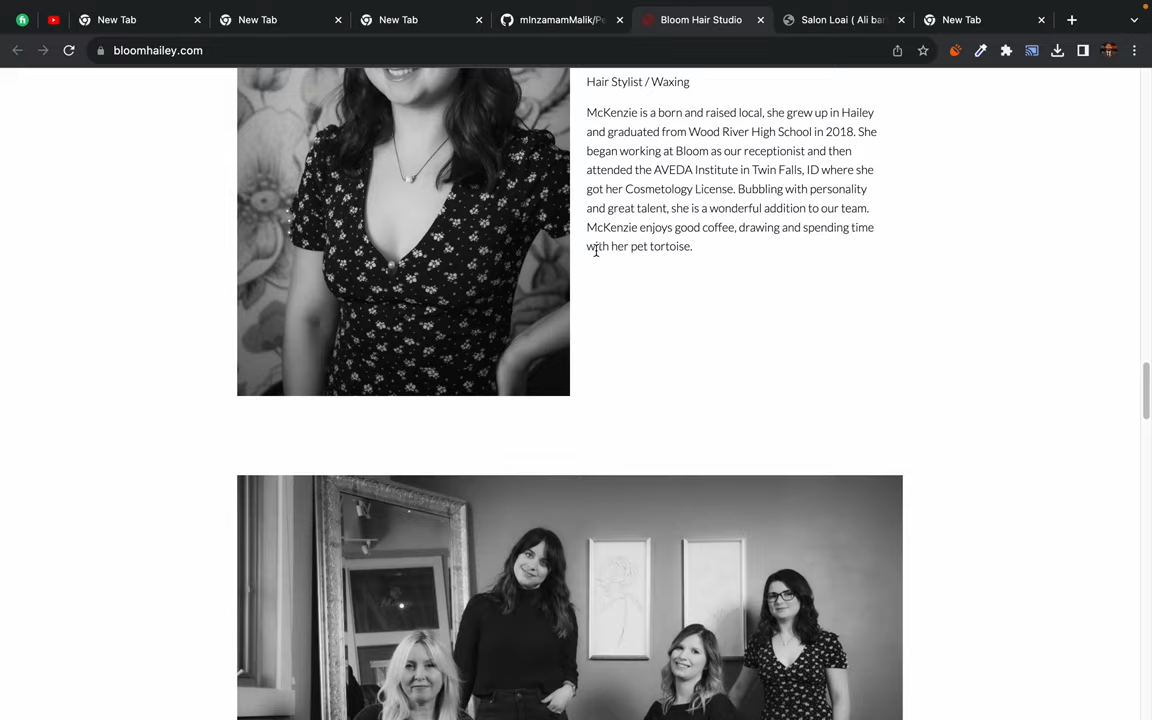 New Tab
New Tab
New Tab
mInzamamMalik/Pe
Bloom Hair Studio
Salon Loai ( Ali bar
New Tab
bloomhailey.com
Hair Stylist / Waxing
McKenzie is a born and raised local, she grew up in Hailey
and graduated from Wood River High School in 2018. She
began working at Bloom as our receptionist and then
attended the AVEDA Institute in Twin Falls, ID where she
got her Cosmetology License. Bubbling with personality
and great talent, she is a wonderful addition to our team.
McKenzie enjoys good coffee, drawing and spending time
with her pet tortoise.